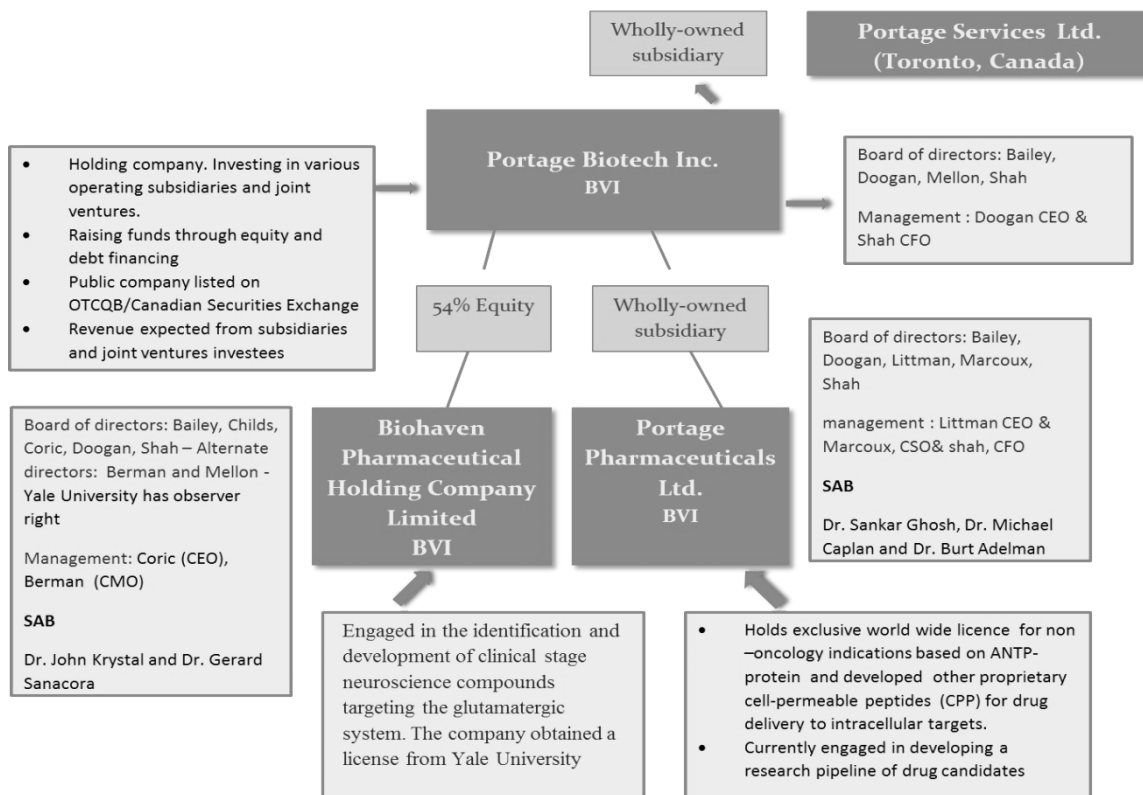 Wholly-owned
subsidiary
Portage Services Ltd.
(Toronto, Canada)
Portage Biotech Inc.
BVI
• Holding company. Investing in various
operating subsidiaries and joint
ventures.
• Raising funds through equity and
debt financing
• Public company listed on
OTCQB/Canadian Securities Exchange
• Revenue expected from subsidiaries
and joint ventures investees
Board of directors: Bailey,
Doogan, Mellon, Shah
Management : Doogan CEO &
Shah CFO
54% Equity
Wholly-owned
subsidiary
Board of directors: Bailey, Childs,
Coric, Doogan, Shah – Alternate
directors: Berman and Mellon -
Yale University has observer
right
Management: Coric (CEO),
Berman (CMO)
SAB
Dr. John Krystal and Dr. Gerard
Sanacora
Biohaven
Pharmaceutical
Holding Company
Limited
BVI
Portage
Pharmaceuticals
Ltd.
BVI
Board of directors: Bailey,
Doogan, Littman, Marcoux,
Shah
management : Littman CEO &
Marcoux, CSO& shah, CFO
SAB
Dr. Sankar Ghosh, Dr. Michael
Caplan and Dr. Burt Adelman
Engaged in the identification and
development of clinical stage
neuroscience compounds
targeting the glutamatergic
system. The company obtained a
license from Yale University
• Holds exclusive world wide licence for non
–oncology indications based on ANTP-
protein and developed other proprietary
cell-permeable peptides (CPP) for drug
delivery to intracellular targets.
• Currently engaged in developing a
research pipeline of drug candidates